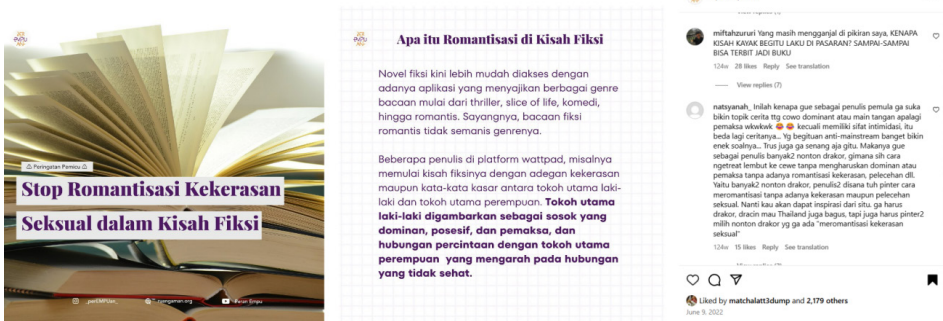 Peringatan Pemicu
Stop Romantisasi Kekerasan
Seksual dalam Kisah Fiksi
_perEMPUan_
ruangaman.org
Peran Empu
Apa itu Romantisasi di Kisah Fiksi
Novel fiksi kini lebih mudah diakses dengan
adanya aplikasi yang menyajikan berbagai genre
bacaan mulai dari thriller, slice of life, komedi,
hingga romantis. Sayangnya, bacaan fiksi
romantis tidak semanis genrenya.
Beberapa penulis di platform wattpad, misalnya
memulai kisah fiksinya dengan adegan kekerasan
maupun kata-kata kasar antara tokoh utama laki-
laki dan tokoh utama perempuan. Tokoh utama
laki-laki digambarkan sebagai sosok yang
dominan, posesif, dan pemaksa, dan
hubungan percintaan dengan tokoh utama
perempuan yang mengarah pada hubungan
yang tidak sehat.
miftahzururi Yang masih mengganjal di pikiran saya, KENAPA
KISAH KAYAK BEGITU LAKU DI PASARAN? SAMPAI-SAMPAI
BISA TERBIT JADI BUKU
124w 28 likes Reply See translation
View replies (7)
natsyanah_ Inilah kenapa gue sebagai penulis pemula ga suka
bikin topik cerita ttg cowo dominant atau main tangan apalagi
pemaksa wkwkwk 😂 😂 kecuali memiliki sifat intimidasi, itu
beda lagi ceritanya... Yg begituan anti-mainstream banget bikin
enek soalnya... Trus juga ga senang aja gitu. Makanya gue
sebagai penulis banyak2 nonton drakor, gimana sih cara
ngetreat lembut ke cewe tanpa mengharuskan dominan atau
pemaksa tanpa adanya romantisasi kekerasan, pelecehan dll.
Yaitu banyak2 nonton drakor, penulis2 disana tuh pinter cara
meromantisasi tanpa adanya kekerasan maupun pelecehan
seksual. Nanti kau akan dapat inspirasi dari situ. ga harus
drakor, dracin mau Thailand juga bagus, tapi juga harus pinter2
milih nonton drakor yg ga ada "meromantisasi kekerasan
seksual"
124w 15 likes Reply See translation
Liked by matchalatt3dump and 2,179 others
June 9, 2022